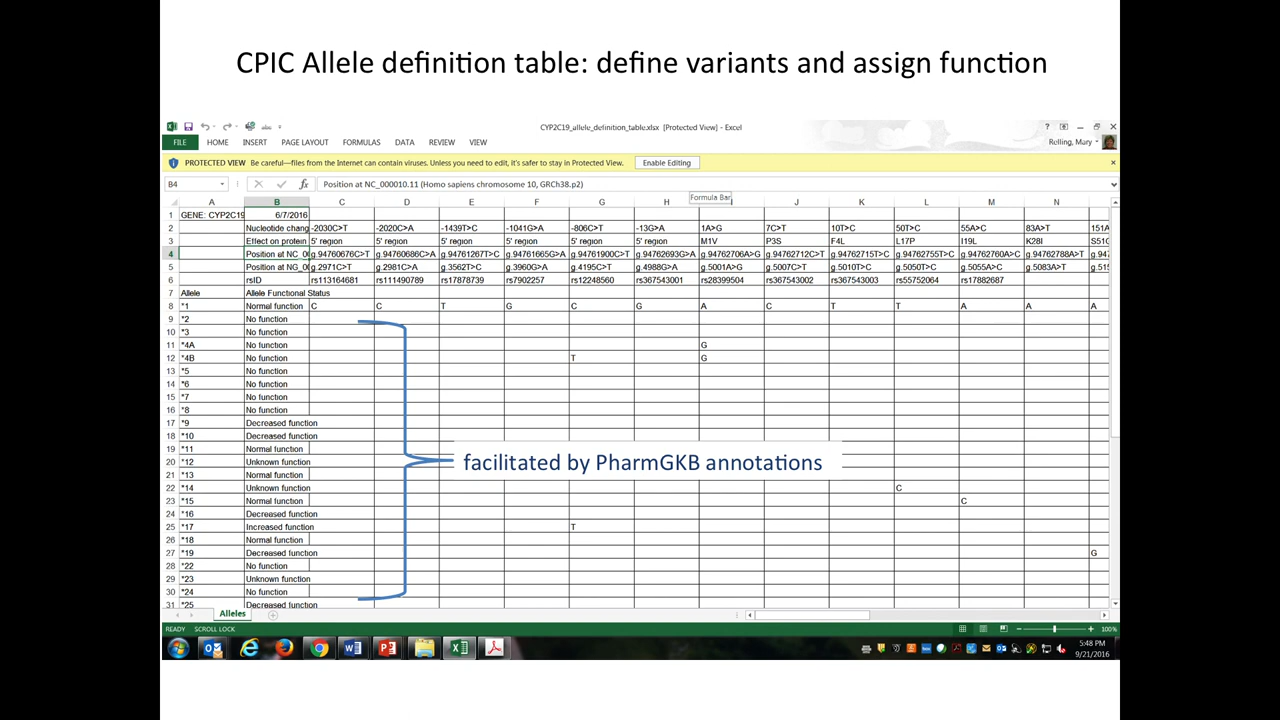 CPIC Allele definition table: define variants and assign function
CYP2C19_allele_definition_table.xlsx [Protected View] - Excel
FILE HOME INSERT PAGE LAYOUT FORMULAS DATA REVIEW VIEW Relling, Mary
PROTECTED VIEW Be careful—files from the Internet can contain viruses. Unless you need to edit, it's safer to stay in Protected View. Enable Editing
B4 fx Position at NC_000010.11 (Homo sapiens chromosome 10, GRCh38.p2)
Formula Bar
A B C D E F G H I J K L M N
1 GENE: CYP2C19 6/7/2016
2 Nucleotide chang -2030C>T -2020C>A -1439T>C -1041G>A -806C>T -13G>A 1A>G 7C>T 10T>C 50T>C 55A>C 83A>T 151A
3 Effect on protein 5' region 5' region 5' region 5' region 5' region 5' region M1V P3S F4L L17P I19L K28I S51G
4 Position at NC_00 g.94760676C>T g.94760686C>A g.94761267T>C g.94761665G>A g.94761900C>T g.94762693G>A g.94762706A>G g.94762712C>T g.94762715T>C g.94762755T>C g.94762760A>C g.94762788A>T g.947
5 Position at NG_00 g.2971C>T g.2981C>A g.3562T>C g.3960G>A g.4195C>T g.4988G>A g.5001A>G g.5007C>T g.5010T>C g.5050T>C g.5055A>C g.5083A>T g.515
6 rsID rs113164681 rs111490789 rs17878739 rs7902257 rs12248560 rs367543001 rs28399504 rs367543002 rs367543003 rs55752064 rs17882687
7 Allele Allele Functional Status
8 *1 Normal function C C T G C G A C T T A A A
9 *2 No function
10 *3 No function
11 *4A No function G
12 *4B No function T G
13 *5 No function
14 *6 No function
15 *7 No function
16 *8 No function
17 *9 Decreased function
18 *10 Decreased function
19 *11 Normal function
20 *12 Unknown function
21 *13 Normal function
22 *14 Unknown function C
23 *15 Normal function C
24 *16 Decreased function
25 *17 Increased function T
26 *18 Normal function
27 *19 Decreased function G
28 *22 No function
29 *23 Unknown function
30 *24 No function
31 *25 Decreased function
facilitated by PharmGKB annotations
Alleles
READY SCROLL LOCK 100%
5:48 PM
9/21/2016